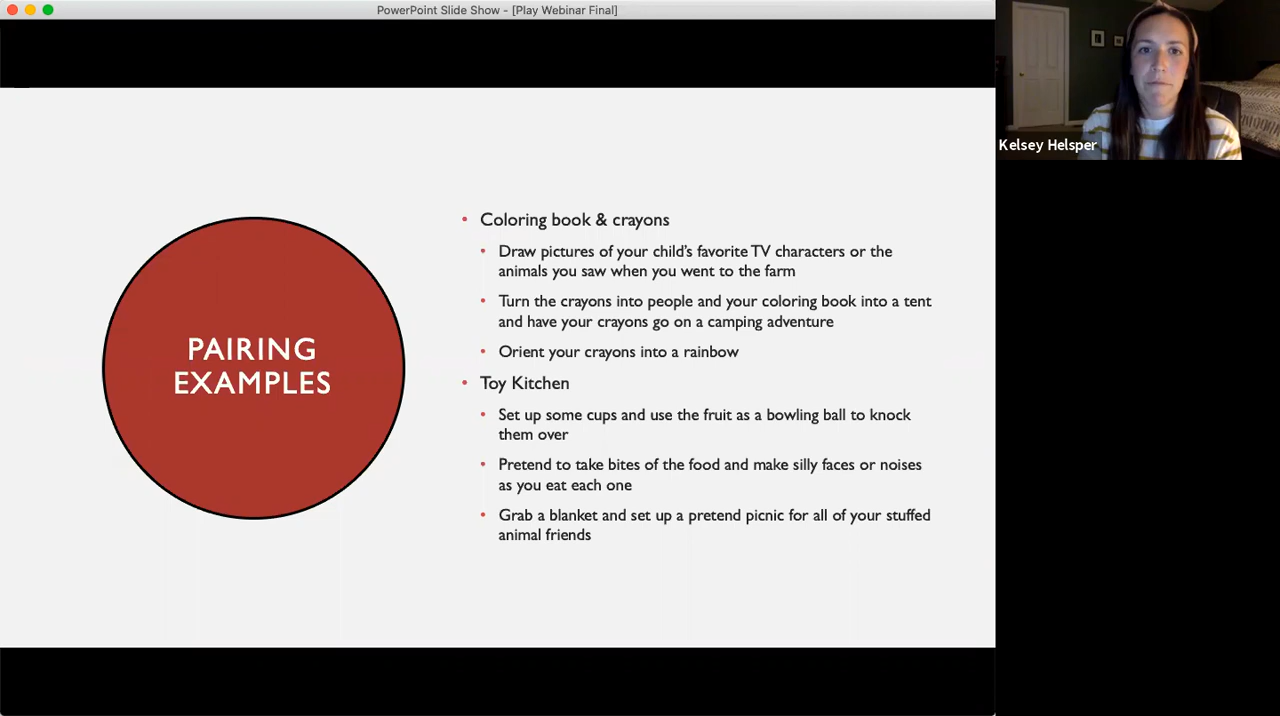 PowerPoint Slide Show - [Play Webinar Final]
Kelsey Helsper
PAIRING
EXAMPLES
• Coloring book & crayons
• Draw pictures of your child's favorite TV characters or the
animals you saw when you went to the farm
• Turn the crayons into people and your coloring book into a tent
and have your crayons go on a camping adventure
• Orient your crayons into a rainbow
• Toy Kitchen
• Set up some cups and use the fruit as a bowling ball to knock
them over
• Pretend to take bites of the food and make silly faces or noises
as you eat each one
• Grab a blanket and set up a pretend picnic for all of your stuffed
animal friends